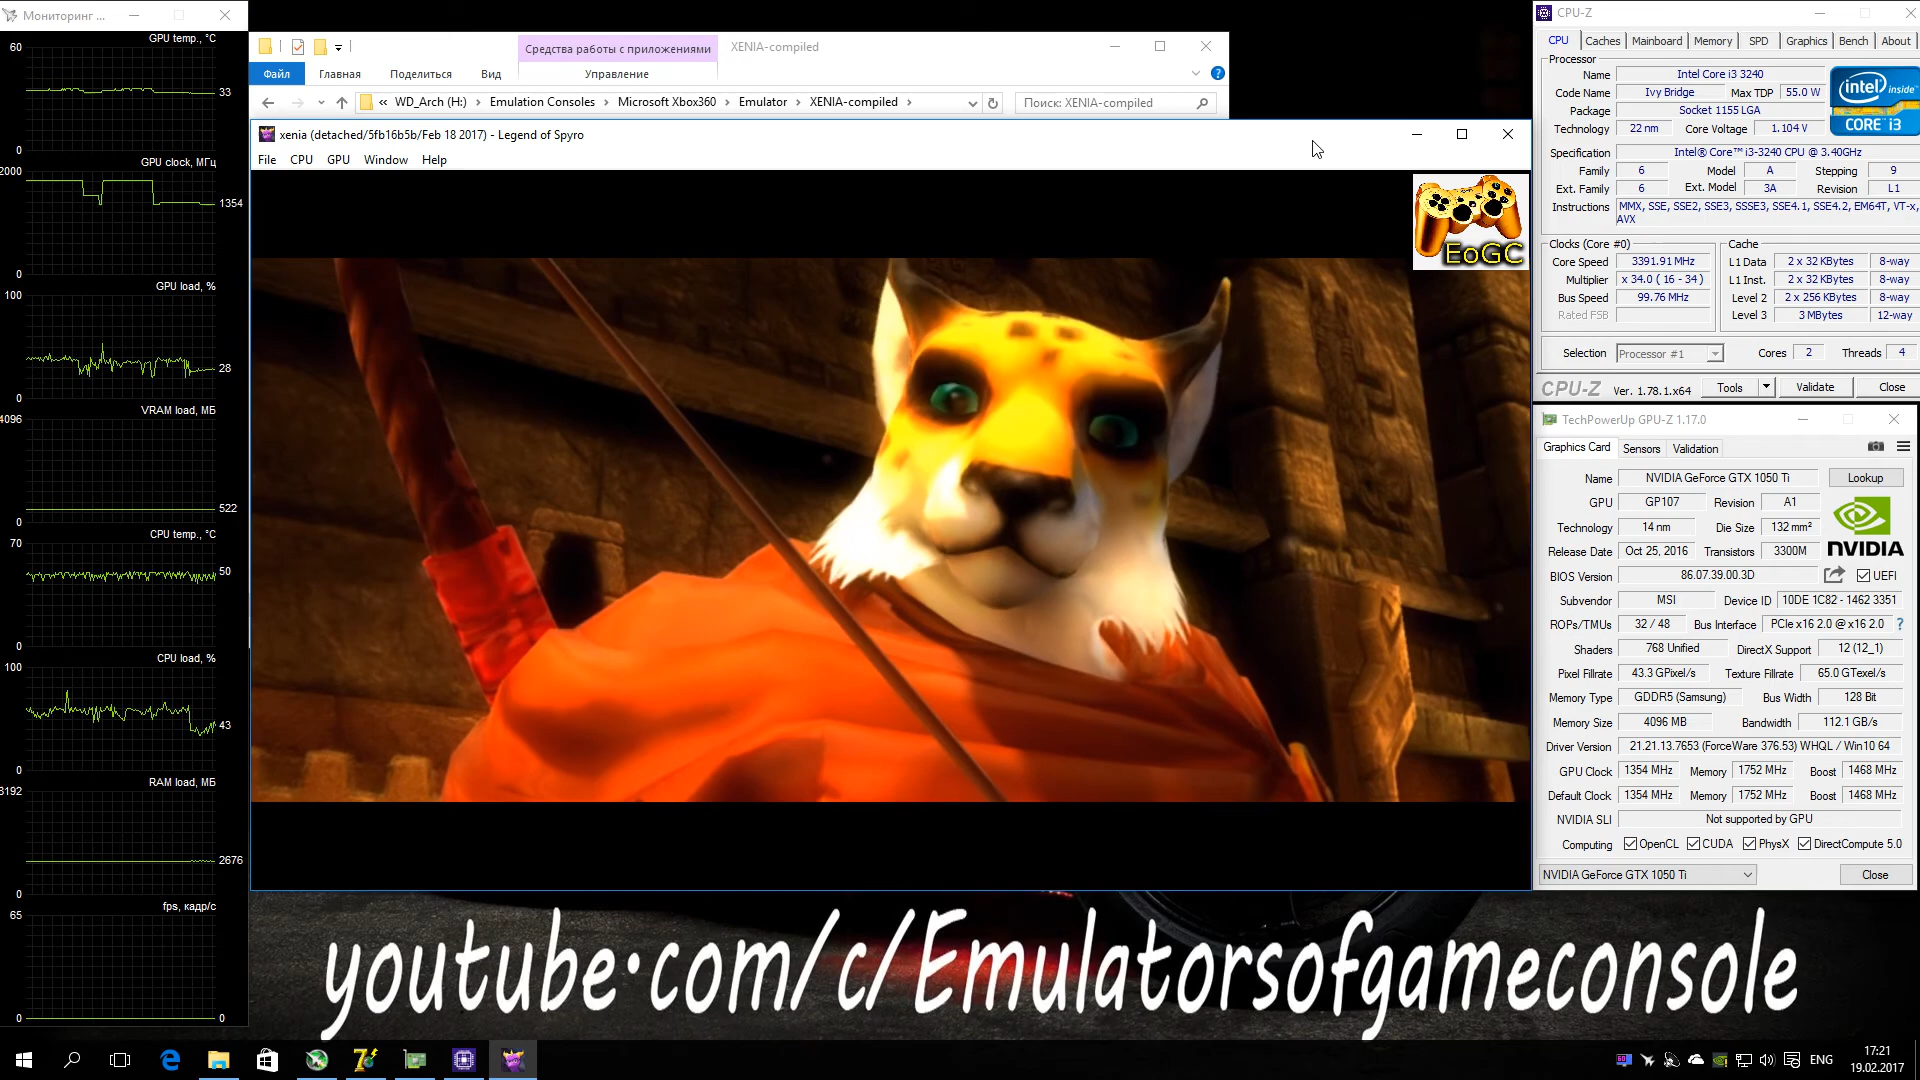 Мониторинг ...
GPU temp., °C
60
33
0
GPU clock, МГц
2000
1354
0
GPU load, %
100
28
0
VRAM load, МБ
4096
522
0
CPU temp., °C
70
50
0
CPU load, %
100
43
0
RAM load, МБ
8192
2676
0
fps, кадр/с
65
0
0
Средства работы с приложениями
XENIA-compiled
Файл
Главная
Поделиться
Вид
Управление
« WD_Arch (H:) > Emulation Consoles > Microsoft Xbox360 > Emulator > XENIA-compiled >
Поиск: XENIA-compiled
xenia (detached/5fb16b5b/Feb 18 2017) - Legend of Spyro
File CPU GPU Window Help
EoGC
CPU-Z
CPU Caches Mainboard Memory SPD Graphics Bench About
Processor
Name Intel Core i3 3240
Code Name Ivy Bridge Max TDP 55.0 W
Package Socket 1155 LGA
Technology 22 nm Core Voltage 1.104 V
intel inside™
CORE i3
Specification Intel® Core™ i3-3240 CPU @ 3.40GHz
Family 6 Model A Stepping 9
Ext. Family 6 Ext. Model 3A Revision L1
Instructions MMX, SSE, SSE2, SSE3, SSSE3, SSE4.1, SSE4.2, EM64T, VT-x,
AVX
Clocks (Core #0)
Core Speed 3391.91 MHz
Multiplier x 34.0 ( 16 - 34 )
Bus Speed 99.76 MHz
Rated FSB
Cache
L1 Data 2 x 32 KBytes 8-way
L1 Inst. 2 x 32 KBytes 8-way
Level 2 2 x 256 KBytes 8-way
Level 3 3 MBytes 12-way
Selection Processor #1 Cores 2 Threads 4
CPU-Z Ver. 1.78.1.x64 Tools Validate Close
TechPowerUp GPU-Z 1.17.0
Graphics Card Sensors Validation
Name NVIDIA GeForce GTX 1050 Ti Lookup
GPU GP107 Revision A1
Technology 14 nm Die Size 132 mm²
Release Date Oct 25, 2016 Transistors 3300M
NVIDIA
BIOS Version 86.07.39.00.3D UEFI
Subvendor MSI Device ID 10DE 1C82 - 1462 3351
ROPs/TMUs 32 / 48 Bus Interface PCIe x16 2.0 @ x16 2.0 ?
Shaders 768 Unified DirectX Support 12 (12_1)
Pixel Fillrate 43.3 GPixel/s Texture Fillrate 65.0 GTexel/s
Memory Type GDDR5 (Samsung) Bus Width 128 Bit
Memory Size 4096 MB Bandwidth 112.1 GB/s
Driver Version 21.21.13.7653 (ForceWare 376.53) WHQL / Win10 64
GPU Clock 1354 MHz Memory 1752 MHz Boost 1468 MHz
Default Clock 1354 MHz Memory 1752 MHz Boost 1468 MHz
NVIDIA SLI Not supported by GPU
Computing OpenCL CUDA PhysX DirectCompute 5.0
NVIDIA GeForce GTX 1050 Ti Close
youtube.com/c/Emulatorsofgameconsole
ENG
17:21
19.02.2017